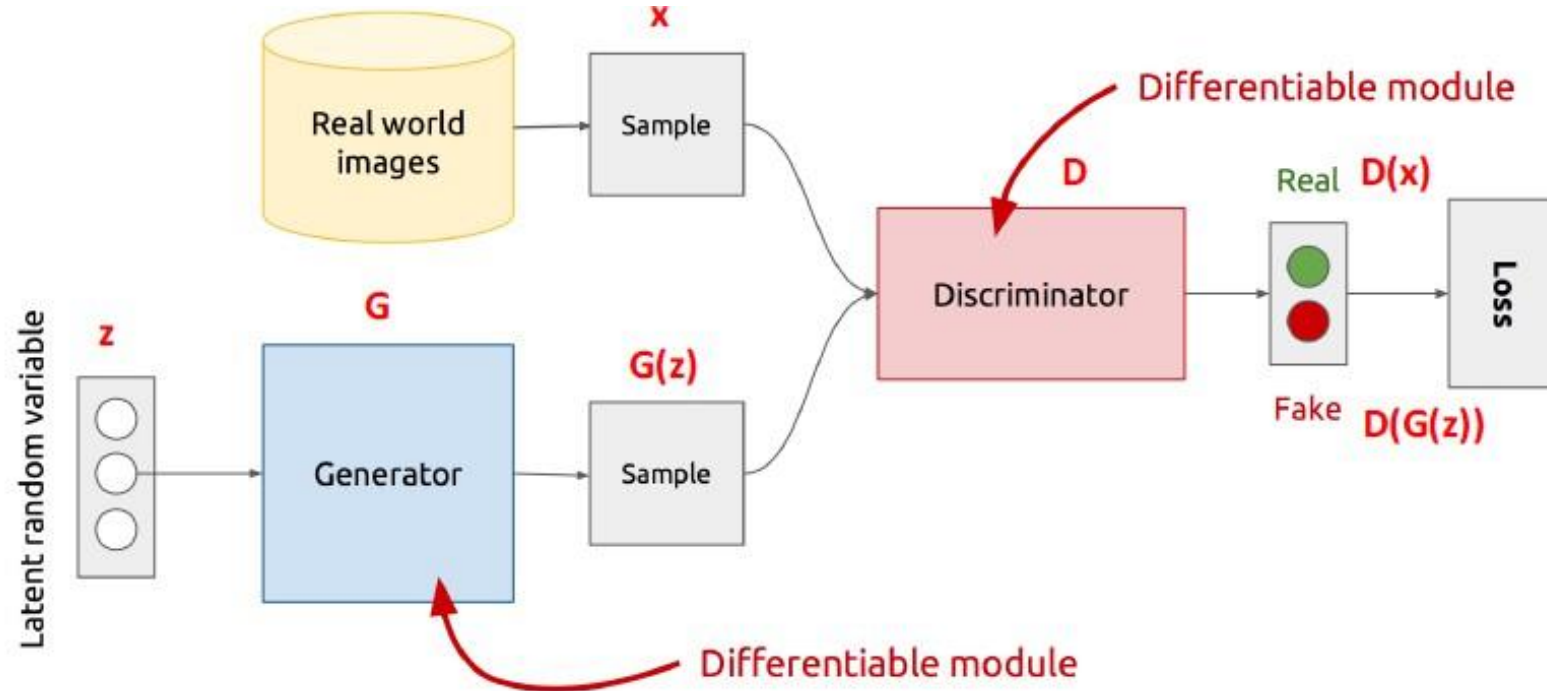 x
Real world
images
Sample
Differentiable module
D
Real
D(x)
Discriminator
Loss
Latent random variable
z
G
Generator
G(z)
Sample
Fake
D(G(z))
Differentiable module